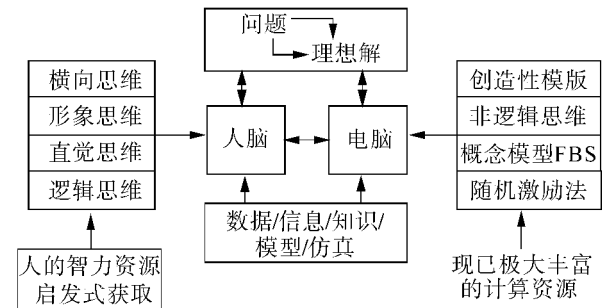 问题
理想解
横向思维
形象思维
直觉思维
逻辑思维
人脑
电脑
创造性模版
非逻辑思维
概念模型FBS
随机激励法
数据/信息/知识/
模型/仿真
人的智力资源
启发式获取
现已极大丰富
的计算资源